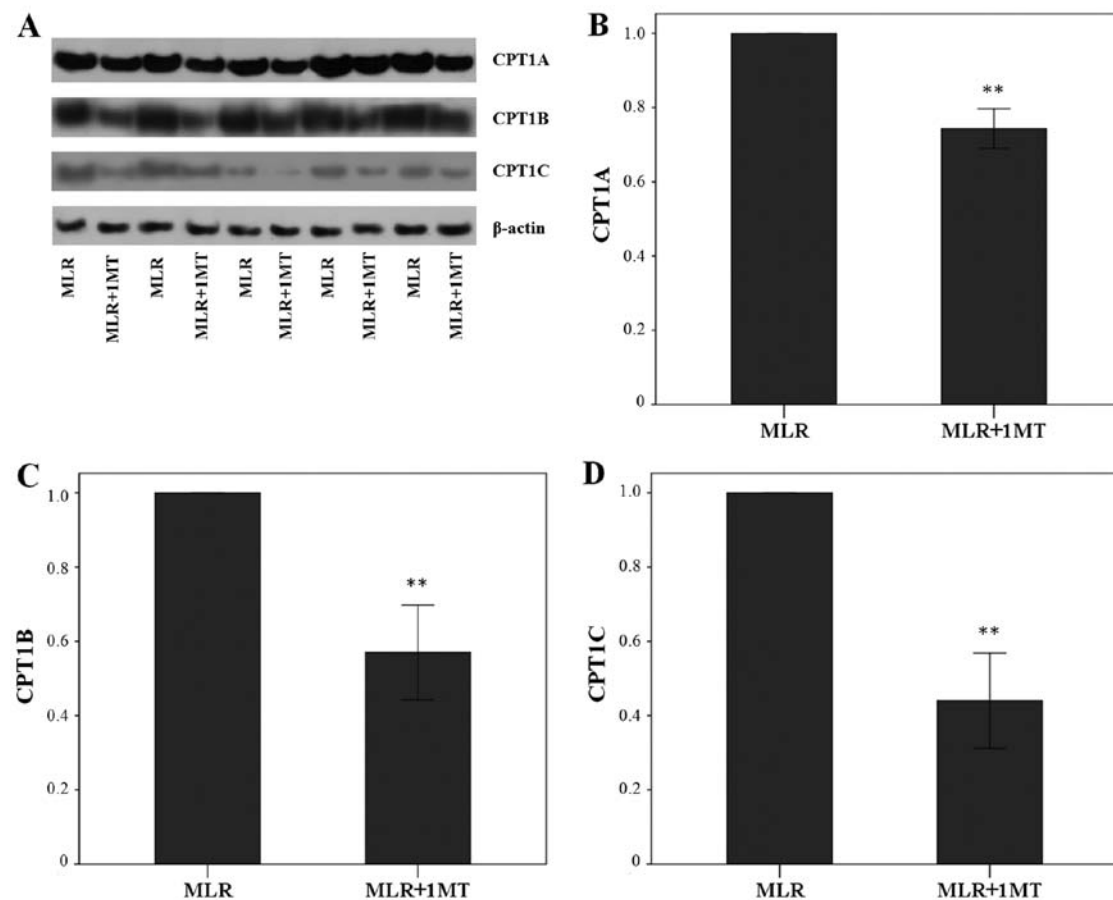 A
CPT1A
CPT1B
CPT1C
β-actin
MLR
MLR+1MT
MLR
MLR+1MT
MLR
MLR+1MT
MLR
MLR+1MT
MLR
MLR+1MT
B
CPT1A
1.0
0.8
0.6
0.4
0.2
0
**
MLR
MLR+1MT
C
CPT1B
1.0
0.8
0.6
0.4
0.2
0
**
MLR
MLR+1MT
D
CPT1C
1.0
0.8
0.6
0.4
0.2
0
**
MLR
MLR+1MT